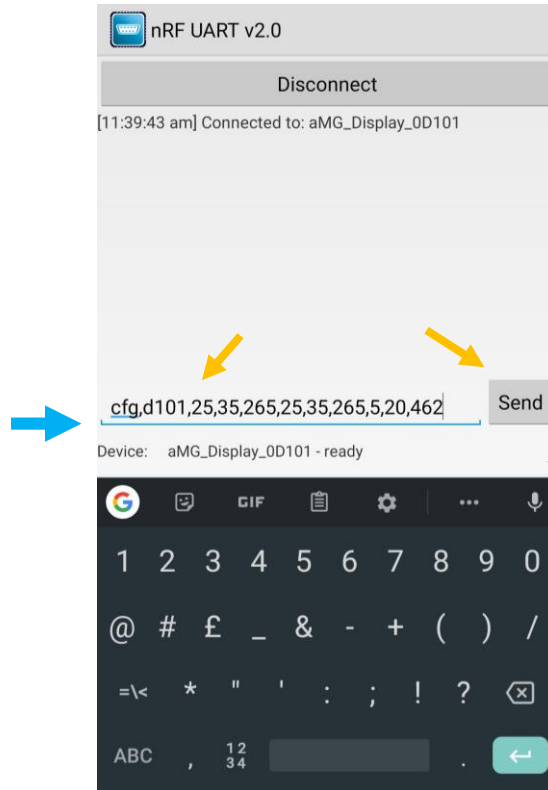 nRF UART v2.0
Disconnect
[11:39:43 am] Connected to: aMG_Display_0D101
cfg,d101,25,35,265,25,35,265,5,20,462
Send
Device: aMG_Display_0D101 - ready
G GIF
1 2 3 4 5 6 7 8 9 0
@ # £ _ & - + ( ) /
=\< * " ' : ; ! ?
ABC , 12 34 .